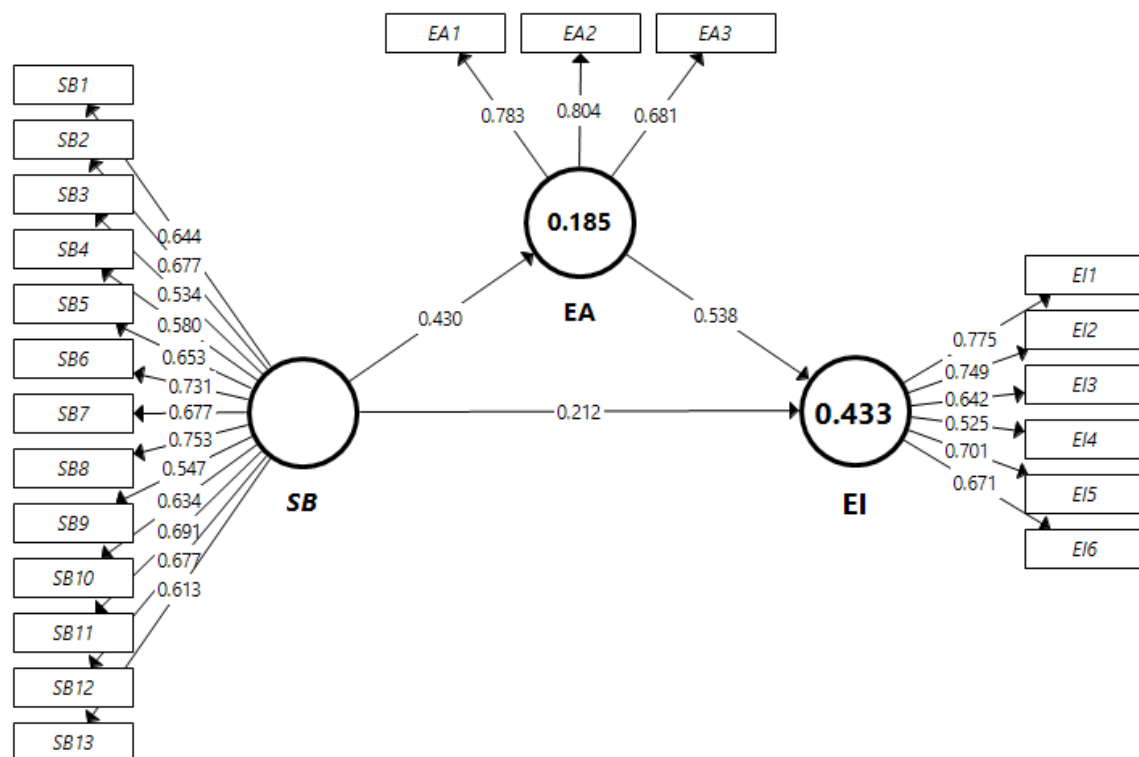 EA1
EA2
EA3
SB1
SB2
SB3
SB4
SB5
SB6
SB7
SB8
SB9
SB10
SB11
SB12
SB13
0.644
0.677
0.534
0.580
0.653
0.731
0.677
0.753
0.547
0.634
0.691
0.677
0.613
SB
0.783
0.804
0.681
0.185
EA
0.430
0.538
0.212
0.433
EI
0.775
0.749
0.642
0.525
0.701
0.671
EI1
EI2
EI3
EI4
EI5
EI6